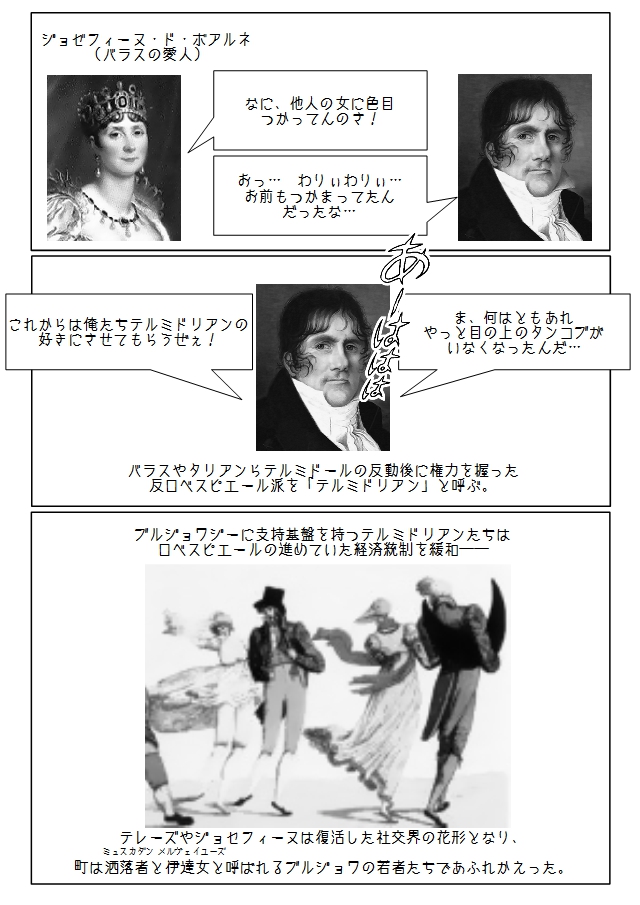 ジョゼフィーヌ・ド・ボアルネ
（バラスの愛人）
なに、他人の女に色目
つかってんのさ！
おっ…　わりぃわりぃ…
お前もつかまってたん
だったな…
あーははは
ま、何はともあれ
やっと目の上のタンコブが
いなくなったんだ…
これからは俺たちテルミドリアンの
好きにさせてもらうぜぇ！
バラスやタリアンらテルミドールの反動後に権力を握った
反ロベスピエール派を「テルミドリアン」と呼ぶ。
ブルジョワジーに支持基盤を持つテルミドリアンたちは
ロベスピエールの進めていた経済統制を緩和――
テレーズやジョセフィーヌは復活した社交界の花形となり、
ミュスカダン メルヴェイユーズ
町は洒落者と伊達女と呼ばれるブルジョワの若者たちであふれかえった。